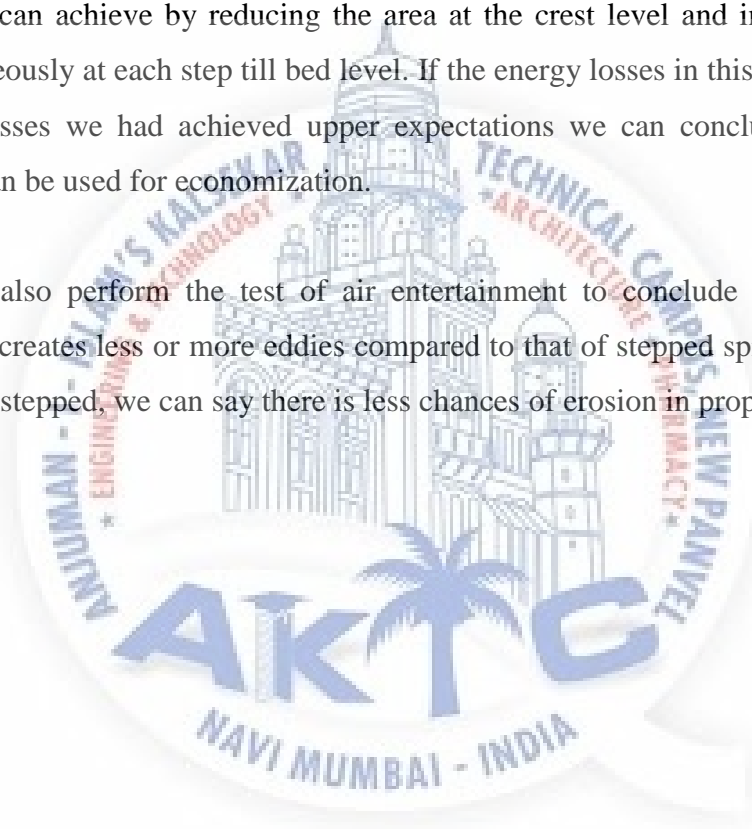 can achieve by reducing the area at the crest level and
eously at each step till bed level. If the energy losses in this
sses we had achieved upper expectations we can
n be used for economization.
also perform the test of air entertainment to conclude
creates less or more eddies compared to that of stepped
stepped, we can say there is less chances of erosion in
ANJUMAN - I - ISLAM'S KALSEKAR TECHNICAL CAMPUS, NEW PANVEL
ENGINEERING & TECHNOLOGY * ARCHITECTURE * PHARMACY *
AKTC
NAVI MUMBAI - INDIA